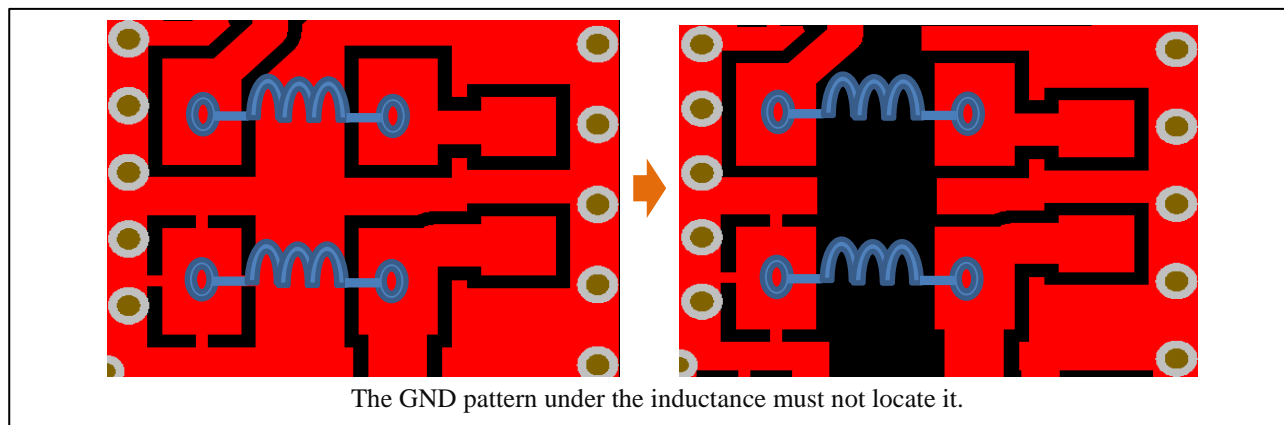 The GND pattern under the inductance must not locate it.